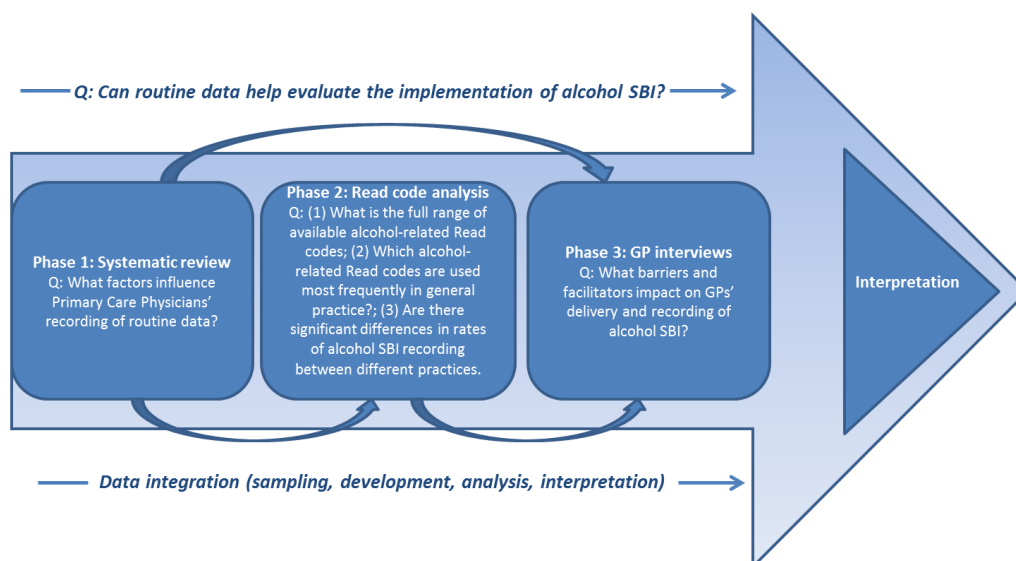 Q: Can routine data help evaluate the implementation of alcohol SBI?
Phase 1: Systematic review
Q: What factors influence
Primary Care Physicians’
recording of routine data?
Phase 2: Read code analysis
Q: (1) What is the full range of
available alcohol-related Read
codes; (2) Which alcohol-
related Read codes are used
most frequently in general
practice?; (3) Are there
significant differences in rates
of alcohol SBI recording
between different practices.
Phase 3: GP interviews
Q: What barriers and
facilitators impact on GPs’
delivery and recording of
alcohol SBI?
Interpretation
Data integration (sampling, development, analysis, interpretation)